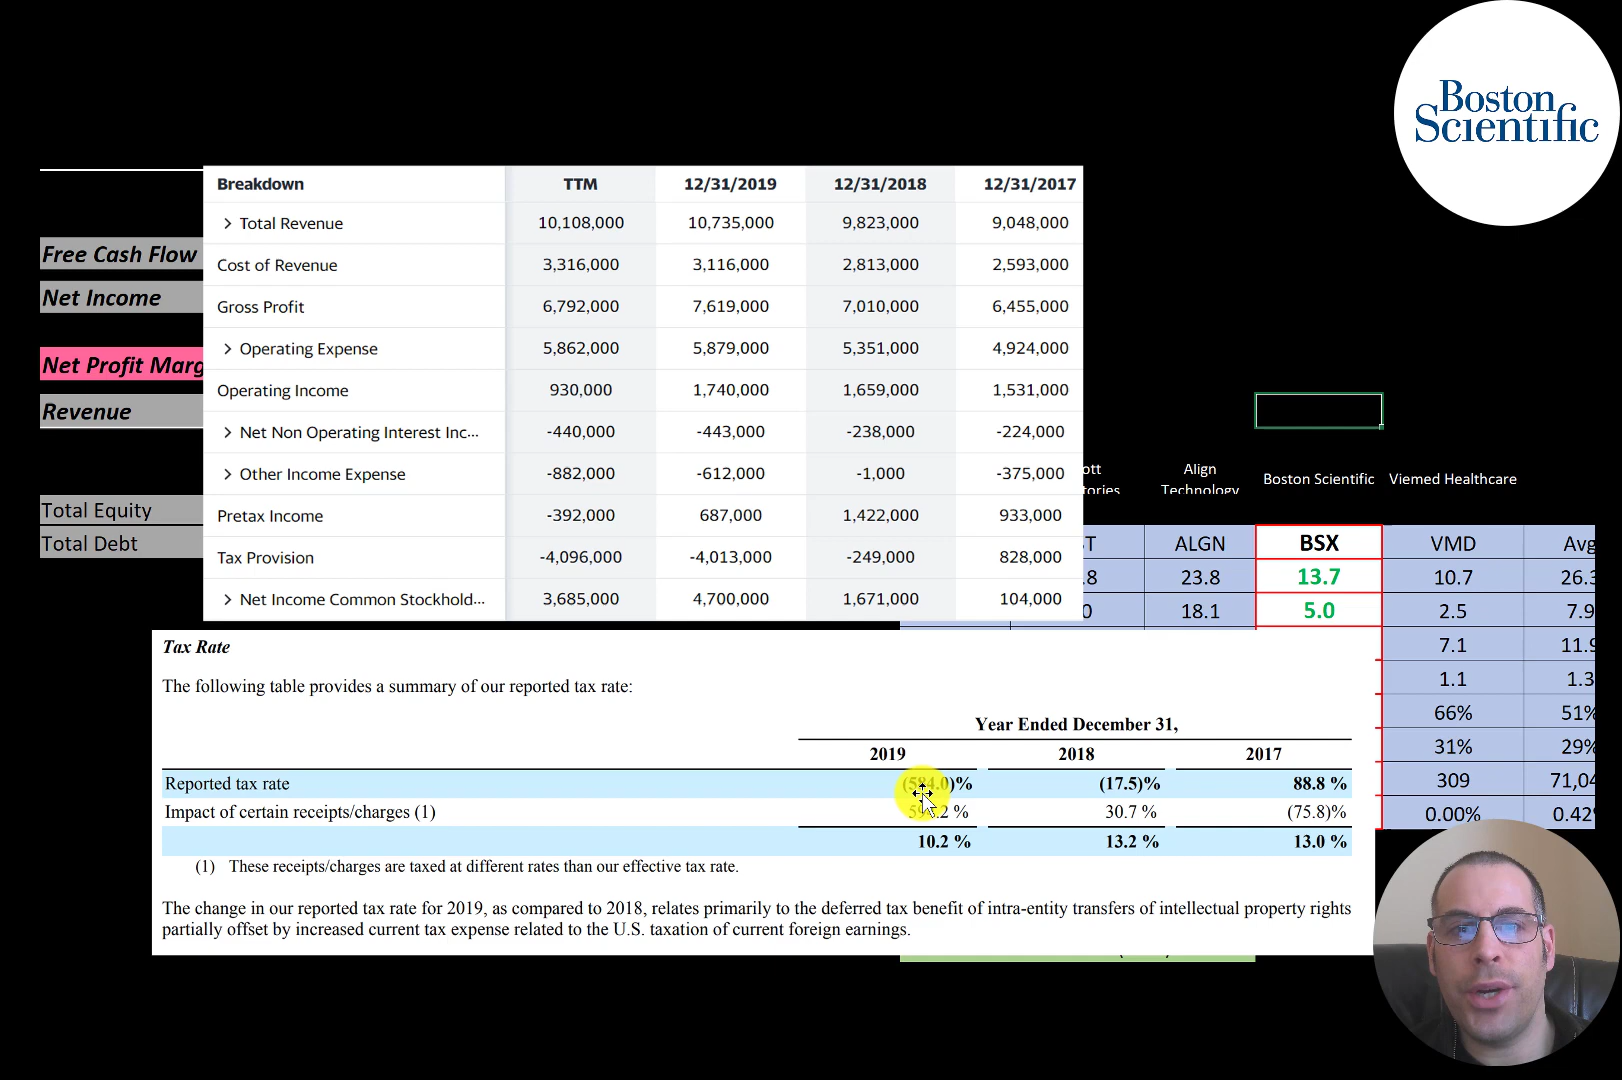 Boston
Scientific
Breakdown TTM 12/31/2019 12/31/2018 12/31/2017
Total Revenue 10,108,000 10,735,000 9,823,000 9,048,000
Cost of Revenue 3,316,000 3,116,000 2,813,000 2,593,000
Gross Profit 6,792,000 7,619,000 7,010,000 6,455,000
Operating Expense 5,862,000 5,879,000 5,351,000 4,924,000
Operating Income 930,000 1,740,000 1,659,000 1,531,000
Net Non Operating Interest Inc... -440,000 -443,000 -238,000 -224,000
Other Income Expense -882,000 -612,000 -1,000 -375,000
Pretax Income -392,000 687,000 1,422,000 933,000
Tax Provision -4,096,000 -4,013,000 -249,000 828,000
Net Income Common Stockhold... 3,685,000 4,700,000 1,671,000 104,000
Free Cash Flow
Net Income
Net Profit Marg
Revenue
Total Equity
Total Debt
Align
Technology
Boston Scientific
Viemed Healthcare
ALGN BSX VMD Avg
23.8 13.7 10.7 26.3
18.1 5.0 2.5 7.9
7.1 11.9
1.1 1.3
66% 51%
31% 29%
309 71,04
0.00% 0.42
Tax Rate
The following table provides a summary of our reported tax rate:
Year Ended December 31,
2019 2018 2017
Reported tax rate (584.0)% (17.5)% 88.8 %
Impact of certain receipts/charges (1) 30.7 % (75.8)%
10.2 % 13.2 % 13.0 %
(1) These receipts/charges are taxed at different rates than our effective tax rate.
The change in our reported tax rate for 2019, as compared to 2018, relates primarily to the deferred tax benefit of intra-entity transfers of intellectual property rights
partially offset by increased current tax expense related to the U.S. taxation of current foreign earnings.